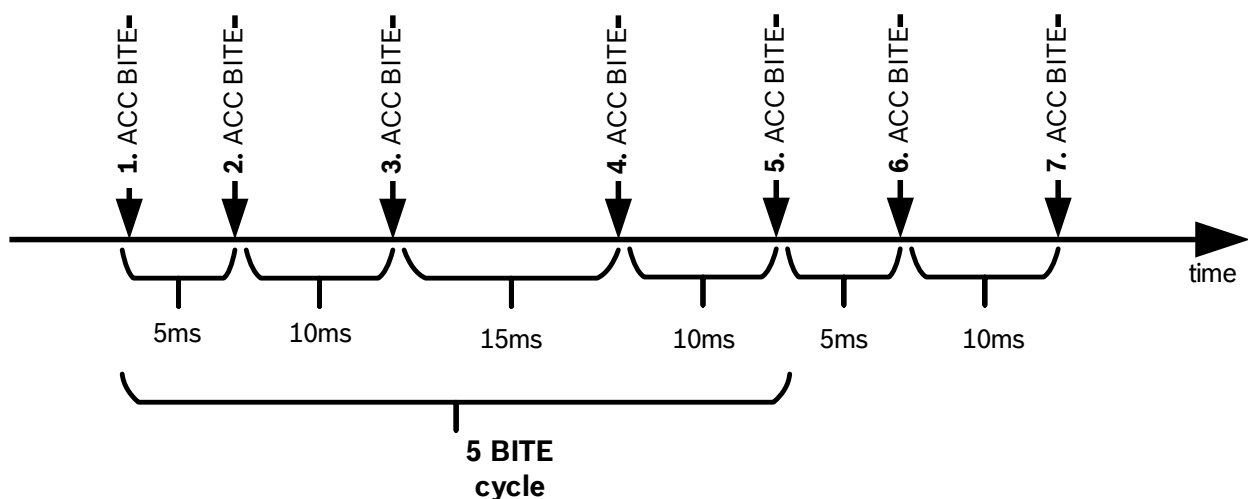 1. ACC BITE
2. ACC BITE
3. ACC BITE
4. ACC BITE
5. ACC BITE
6. ACC BITE
7. ACC BITE
time
5ms
10ms
15ms
10ms
5ms
10ms
5 BITE
cycle